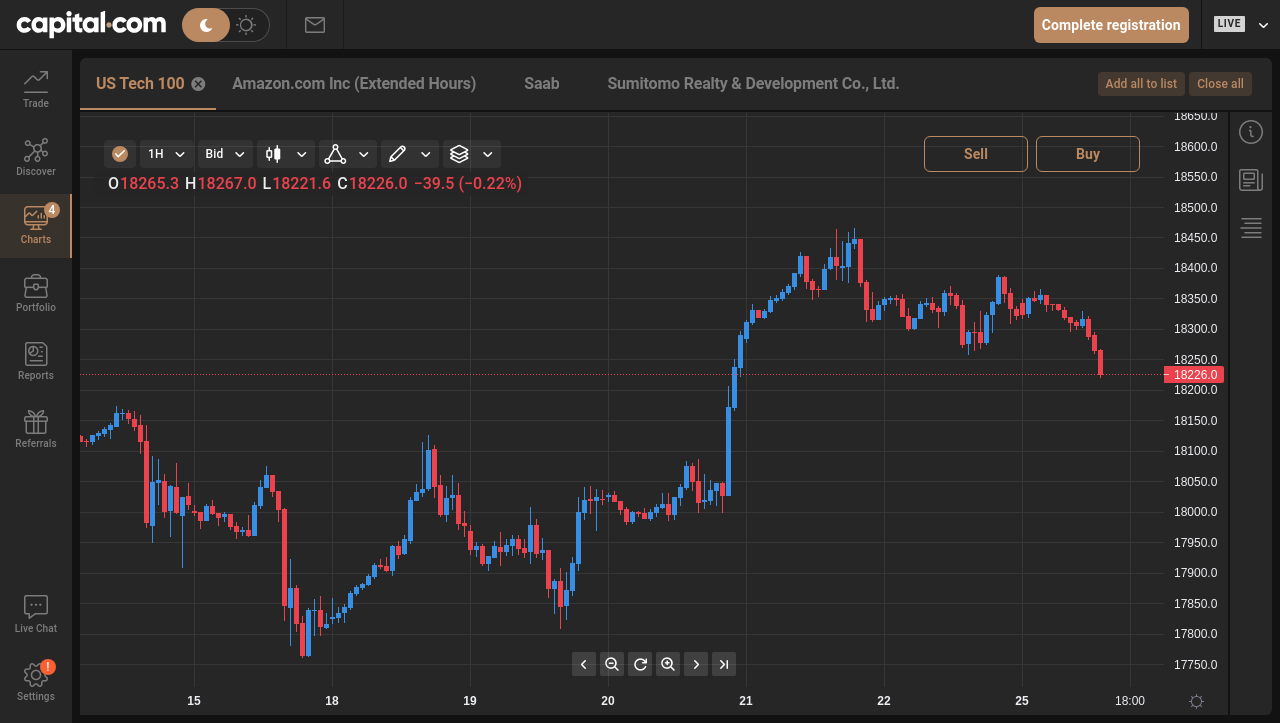 capital.com
Complete registration
LIVE
Trade
Discover
4
Charts
Portfolio
Reports
Referrals
Live Chat
!
Settings
US Tech 100
Amazon.com Inc (Extended Hours)
Saab
Sumitomo Realty & Development Co., Ltd.
Add all to list
Close all
1H
Bid
Sell
Buy
O18265.3 H18267.0 L18221.6 C18226.0 −39.5 (−0.22%)
18650.0
18600.0
18550.0
18500.0
18450.0
18400.0
18350.0
18300.0
18250.0
18226.0
18200.0
18150.0
18100.0
18050.0
18000.0
17950.0
17900.0
17850.0
17800.0
17750.0
15 18 19 20 21 22 25 18:00